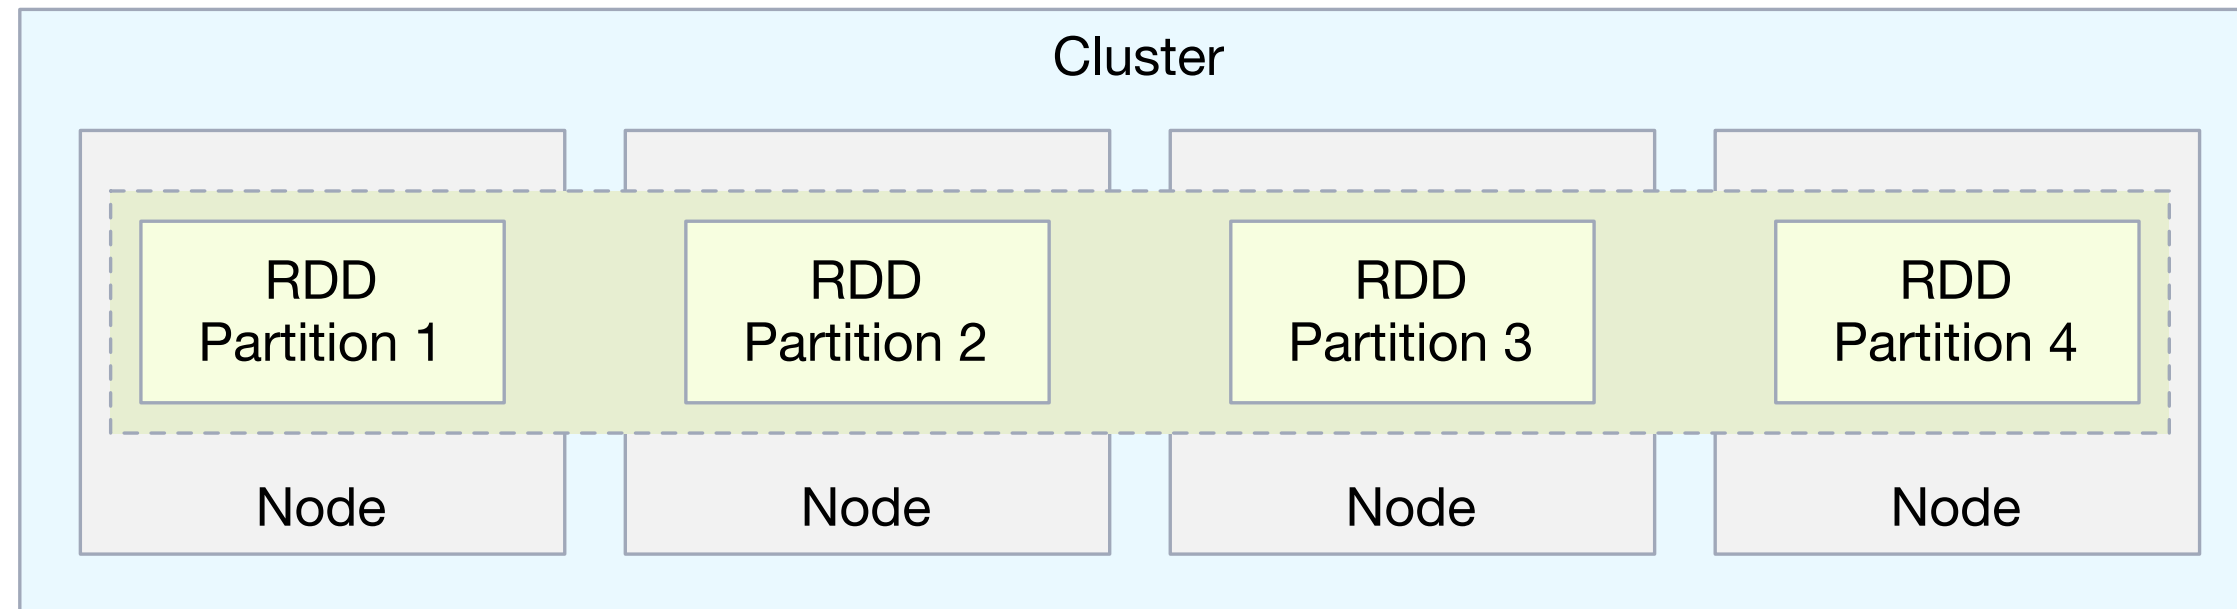 Cluster
RDD
Partition 1
RDD
Partition 2
RDD
Partition 3
RDD
Partition 4
Node
Node
Node
Node